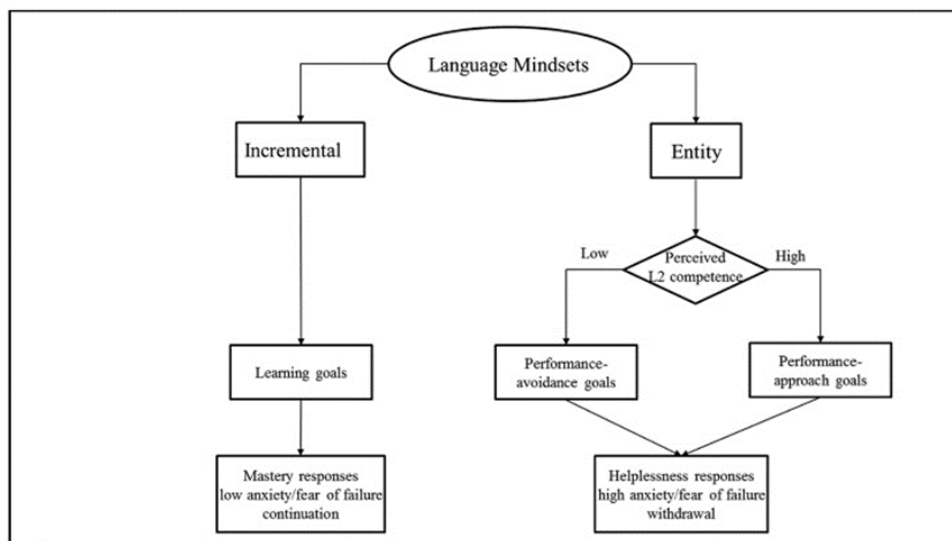 Language Mindsets
Incremental
Entity
Low
Perceived
L2 competence
High
Learning goals
Performance-
avoidance goals
Performance-
approach goals
Mastery responses
low anxiety/fear of failure
continuation
Helplessness responses
high anxiety/fear of failure
withdrawal